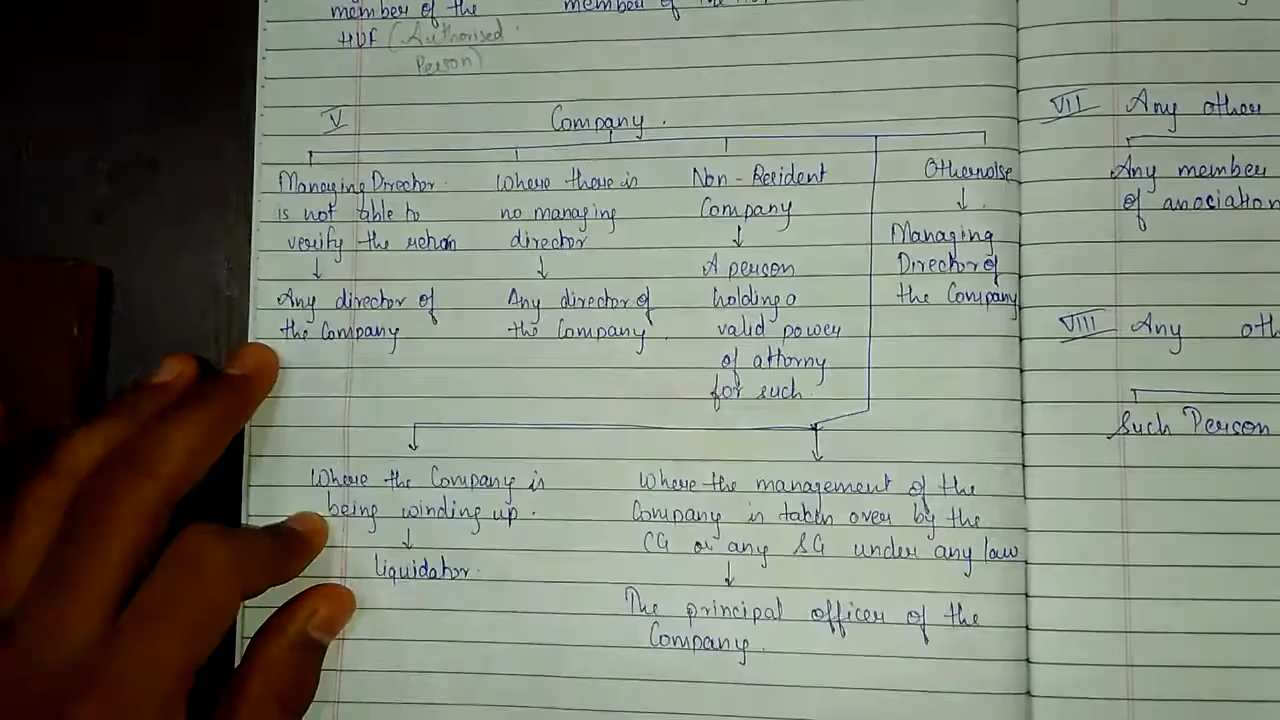 member of the
member of
HUF (Authorised
Person)
V
Company.
Managing Director
is not able to
verify the return
↓
Any director of
the Company
Where there is
no managing
director
↓
Any director of
the Company.
Non-Resident
Company
↓
A person
holding a
valid power
of attorny
for such
Otherwise
↓
Managing
Director of
the Company
Where the Company is
being winding up.
↓
liquidator.
Where the management of the
Company is taken over by the
CG or any SG under any law
↓
The principal officer of the
Company.
VII Any other
Any member
of association
VIII Any oth
Such Person